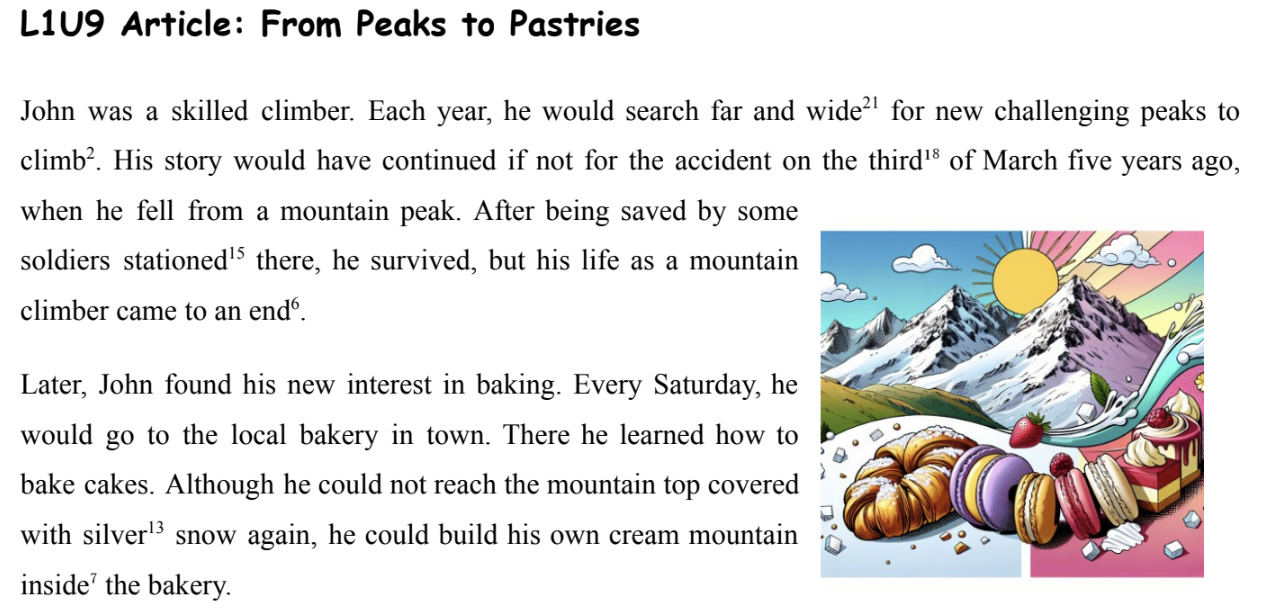 L1U9 Article: From Peaks to Pastries
John was a skilled climber. Each year, he would search far and wide²¹ for new challenging peaks to
climb². His story would have continued if not for the accident on the third¹⁸ of March five years ago,
when he fell from a mountain peak. After being saved by some
soldiers stationed¹⁵ there, he survived, but his life as a mountain
climber came to an end⁶.
Later, John found his new interest in baking. Every Saturday, he
would go to the local bakery in town. There he learned how to
bake cakes. Although he could not reach the mountain top covered
with silver¹³ snow again, he could build his own cream mountain
inside⁷ the bakery.